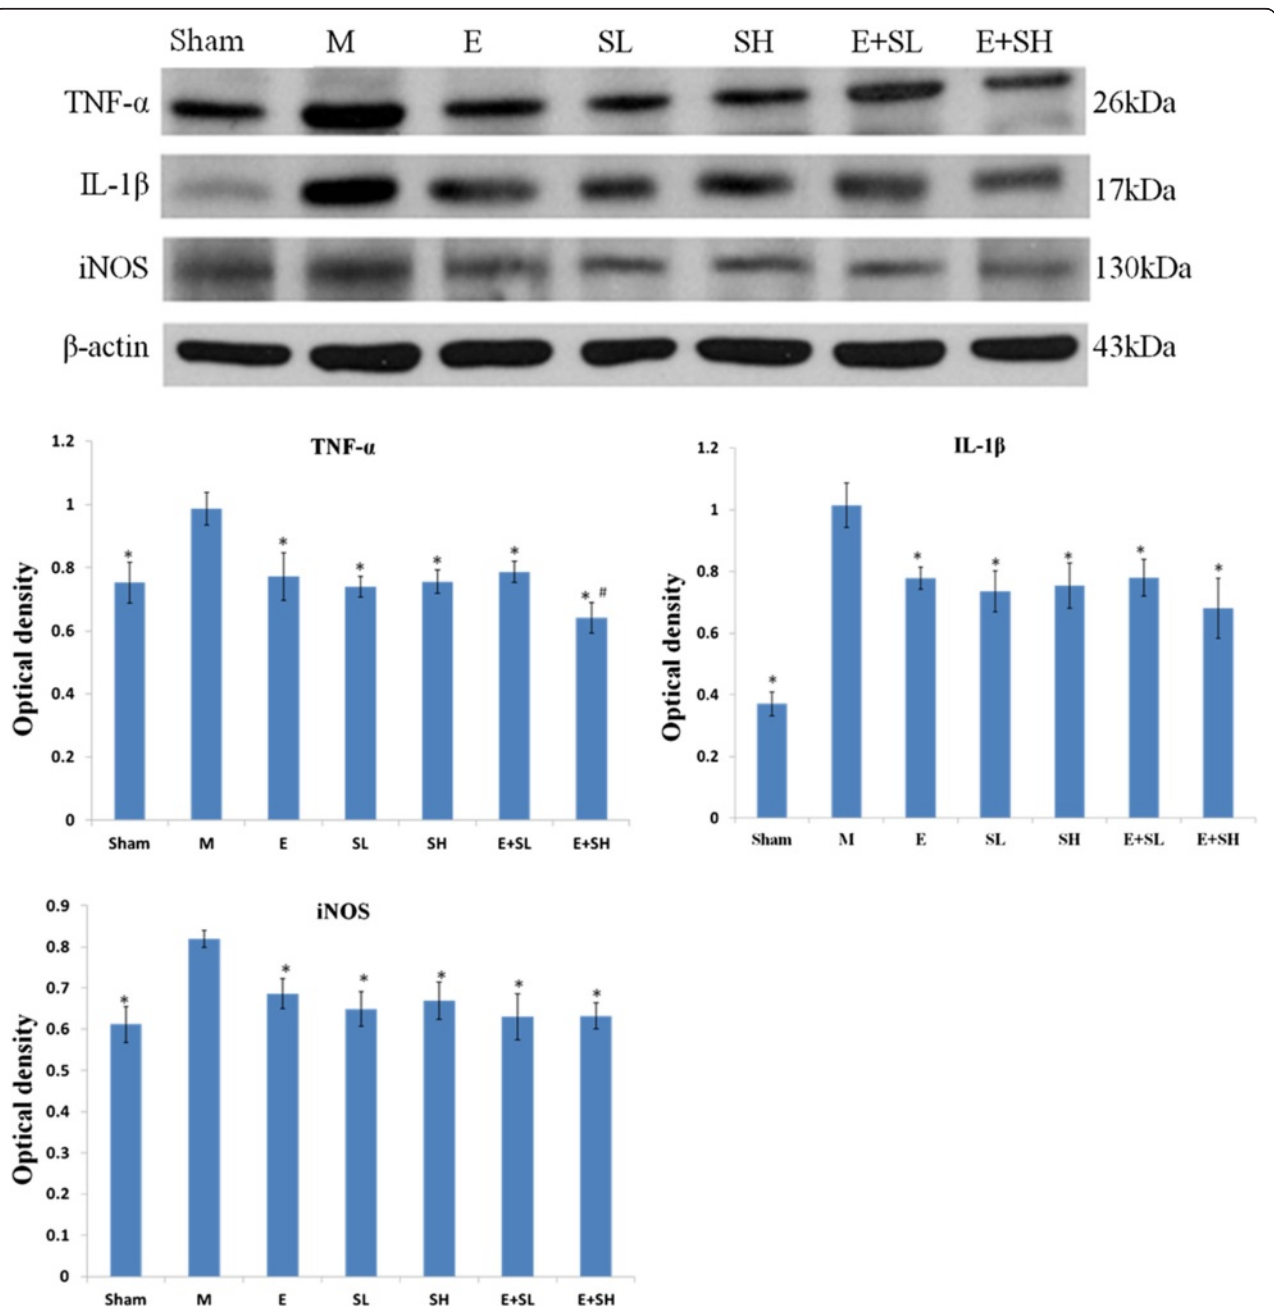 Sham M E SL SH E+SL E+SH
TNF-α 26kDa
IL-1β 17kDa
iNOS 130kDa
β-actin 43kDa
TNF-α
Optical density
1.2
1
0.8
0.6
0.4
0.2
0
* * * * * * #
Sham M E SL SH E+SL E+SH
IL-1β
Optical density
1.2
1
0.8
0.6
0.4
0.2
0
* * * * * *
Sham M E SL SH E+SL E+SH
iNOS
Optical density
0.9
0.8
0.7
0.6
0.5
0.4
0.3
0.2
0.1
0
* * * * * *
Sham M E SL SH E+SL E+SH